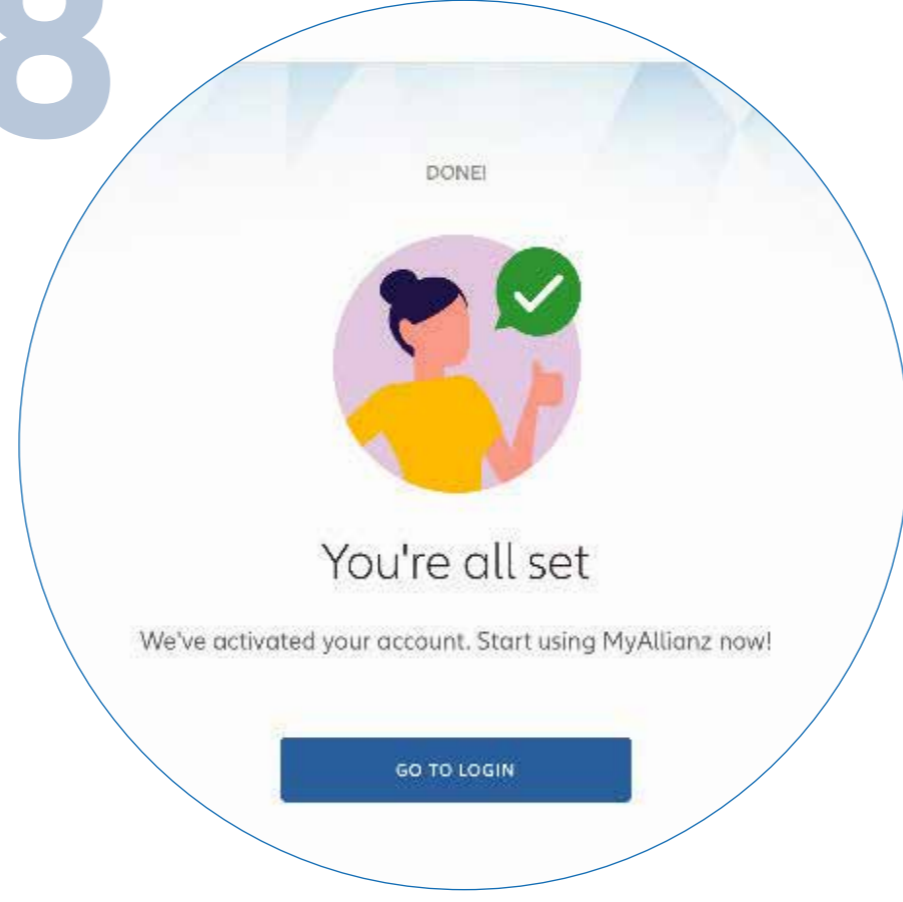 8
DONE!
You're all set
We've activated your account. Start using MyAllianz now!
GO TO LOGIN